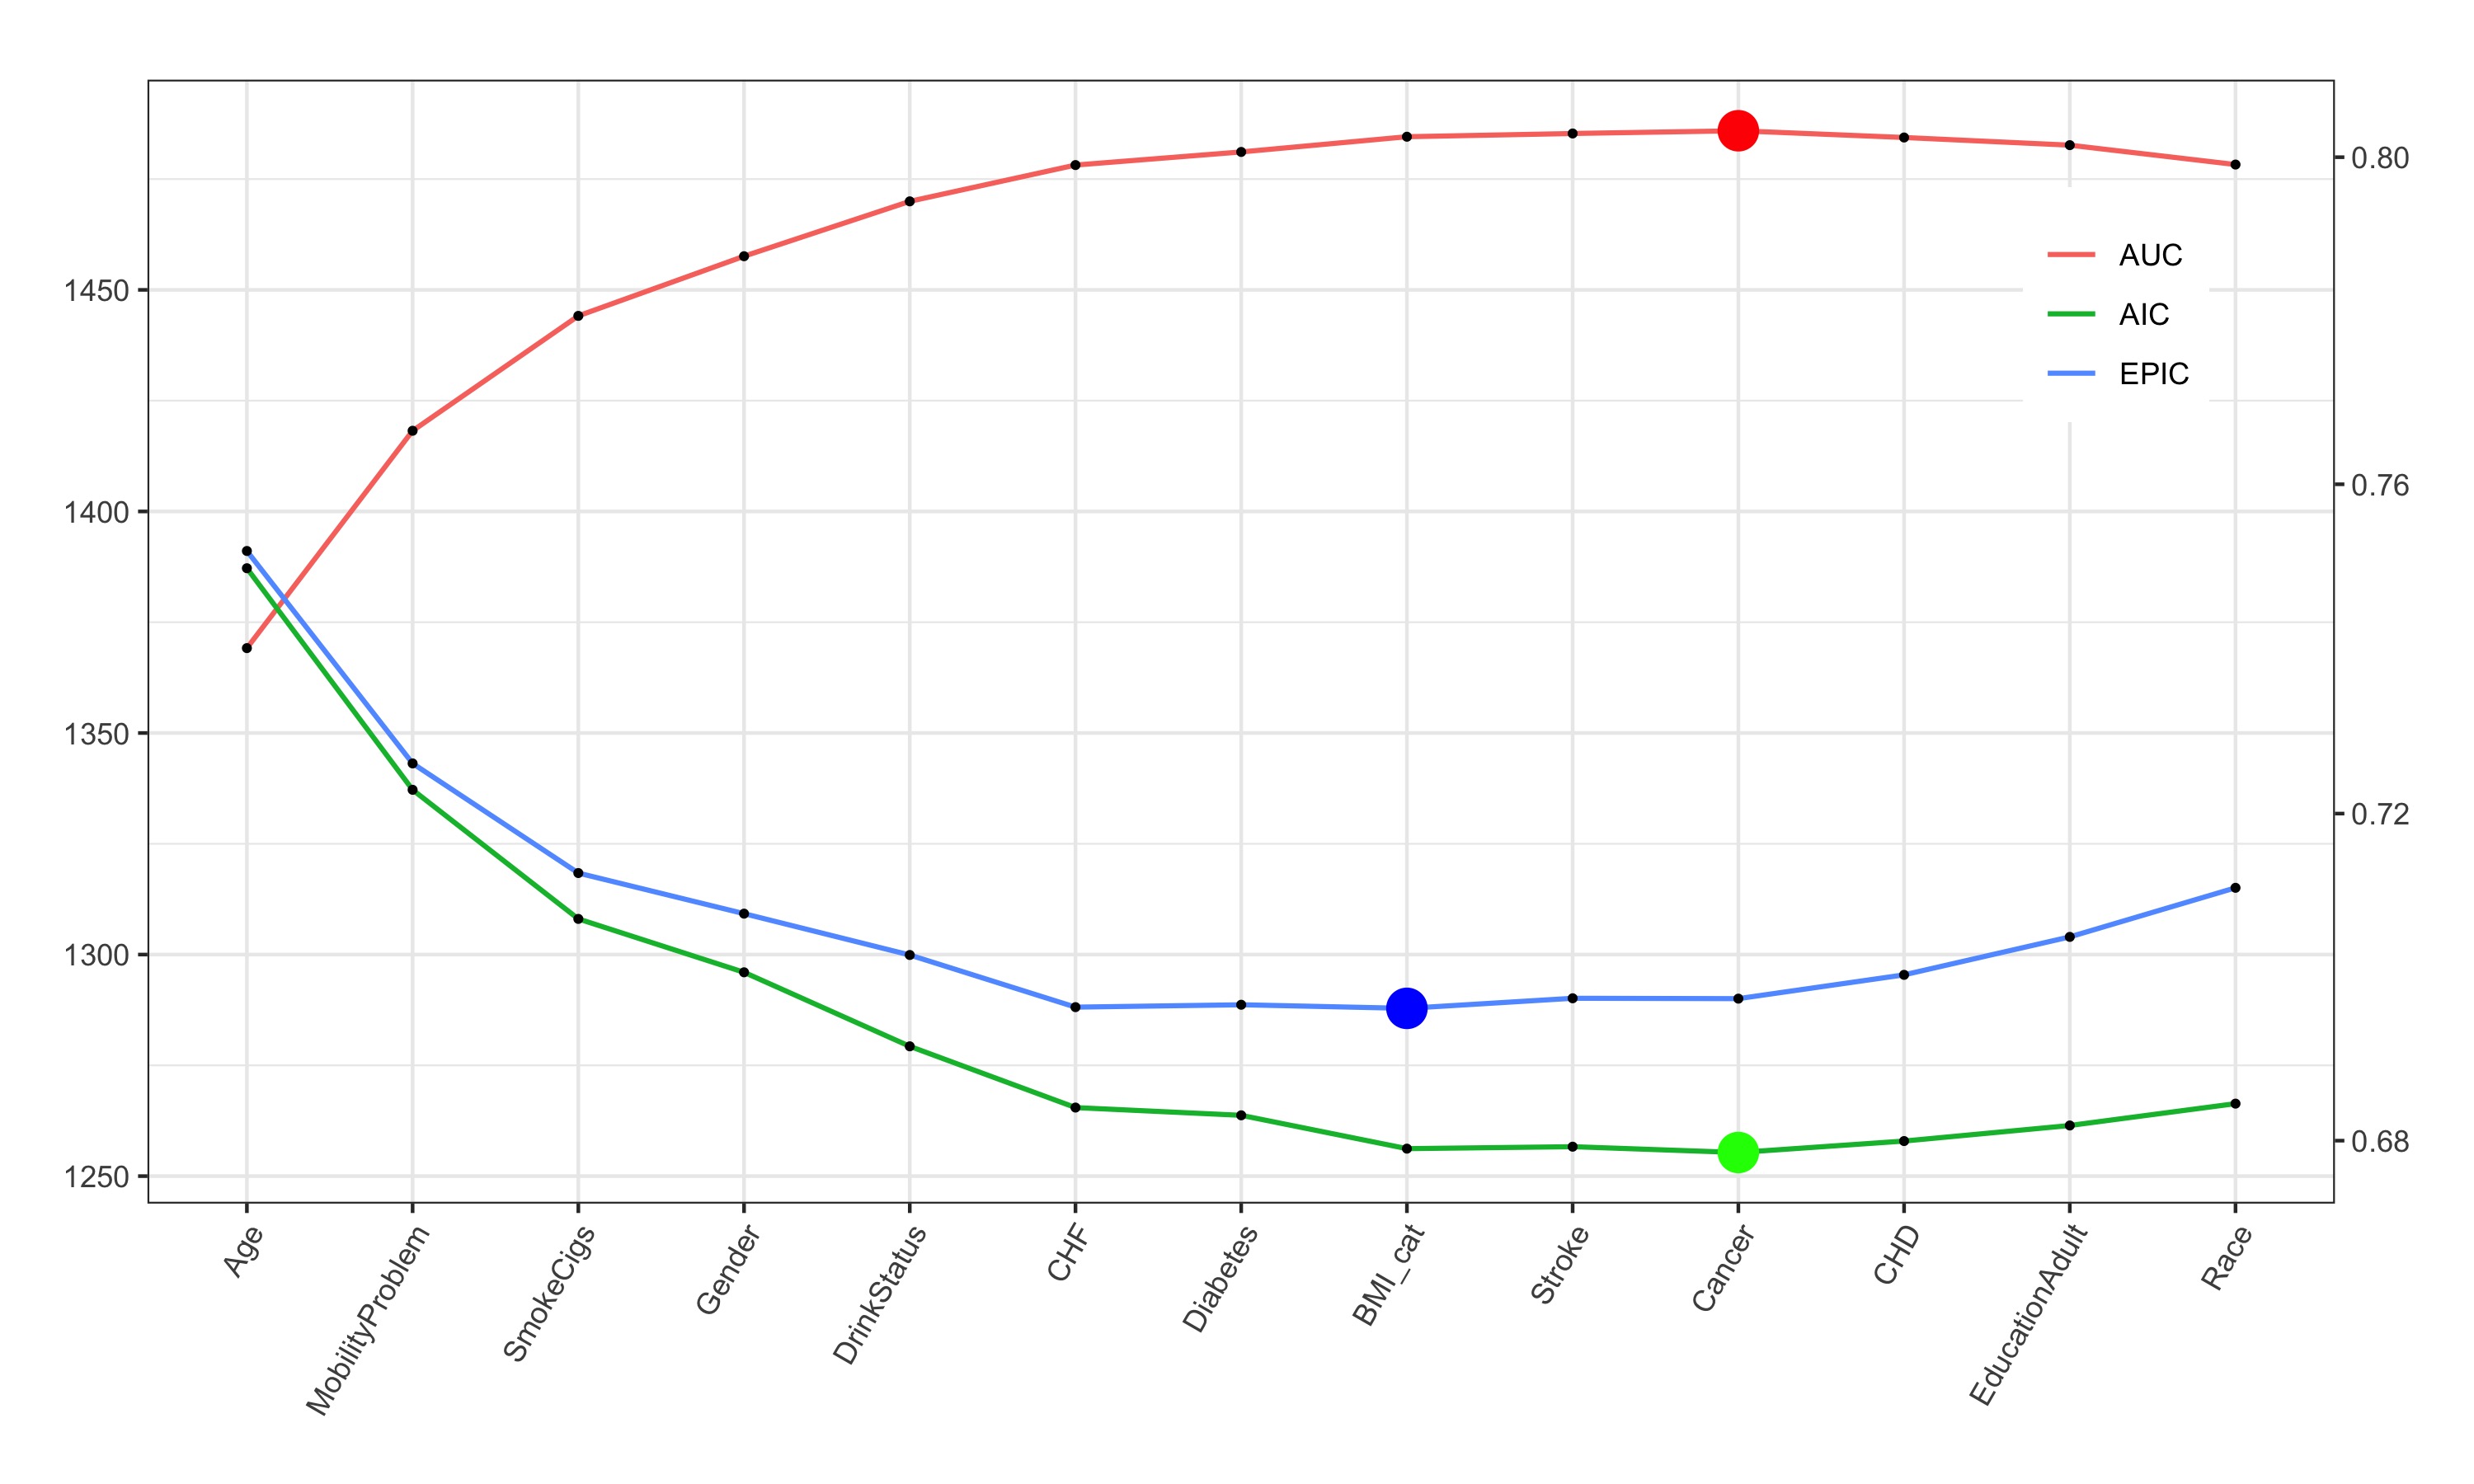 1450
1400
1350
1300
1250
0.80
0.76
0.72
0.68
AUC
AIC
EPIC
Age
MobilityProblem
SmokeCigs
Gender
DrinkStatus
CHF
Diabetes
BMI_cat
Stroke
Cancer
CHD
EducationAdult
Race